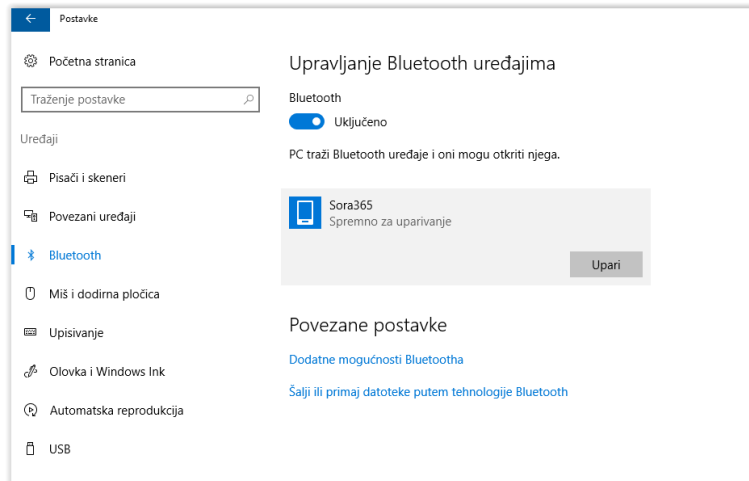 Postavke
Početna stranica
Traženje postavke
Uređaji
Pisači i skeneri
Povezani uređaji
Bluetooth
Miš i dodirna pločica
Upisivanje
Olovka i Windows Ink
Automatska reprodukcija
USB
Upravljanje Bluetooth uređajima
Bluetooth
Uključeno
PC traži Bluetooth uređaje i oni mogu otkriti njega.
Sora365
Spremno za uparivanje
Upari
Povezane postavke
Dodatne mogućnosti Bluetootha
Šalji ili primaj datoteke putem tehnologije Bluetooth